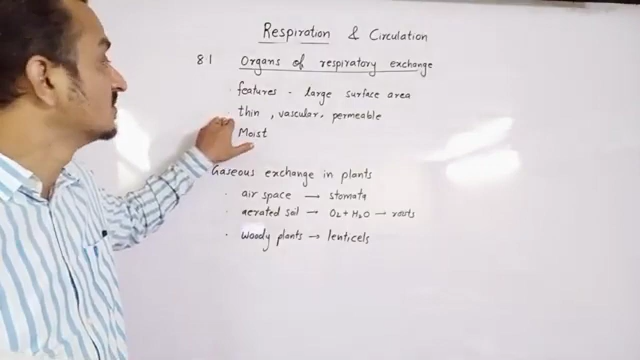 Respiration & Circulation
8.1 Organs of respiratory exchange
. features - large surface area
. thin, vascular, permeable
Moist
Gaseous exchange in plants
. air space → stomata
. aerated soil → O2 + H2O → roots
. woody plants → lenticels